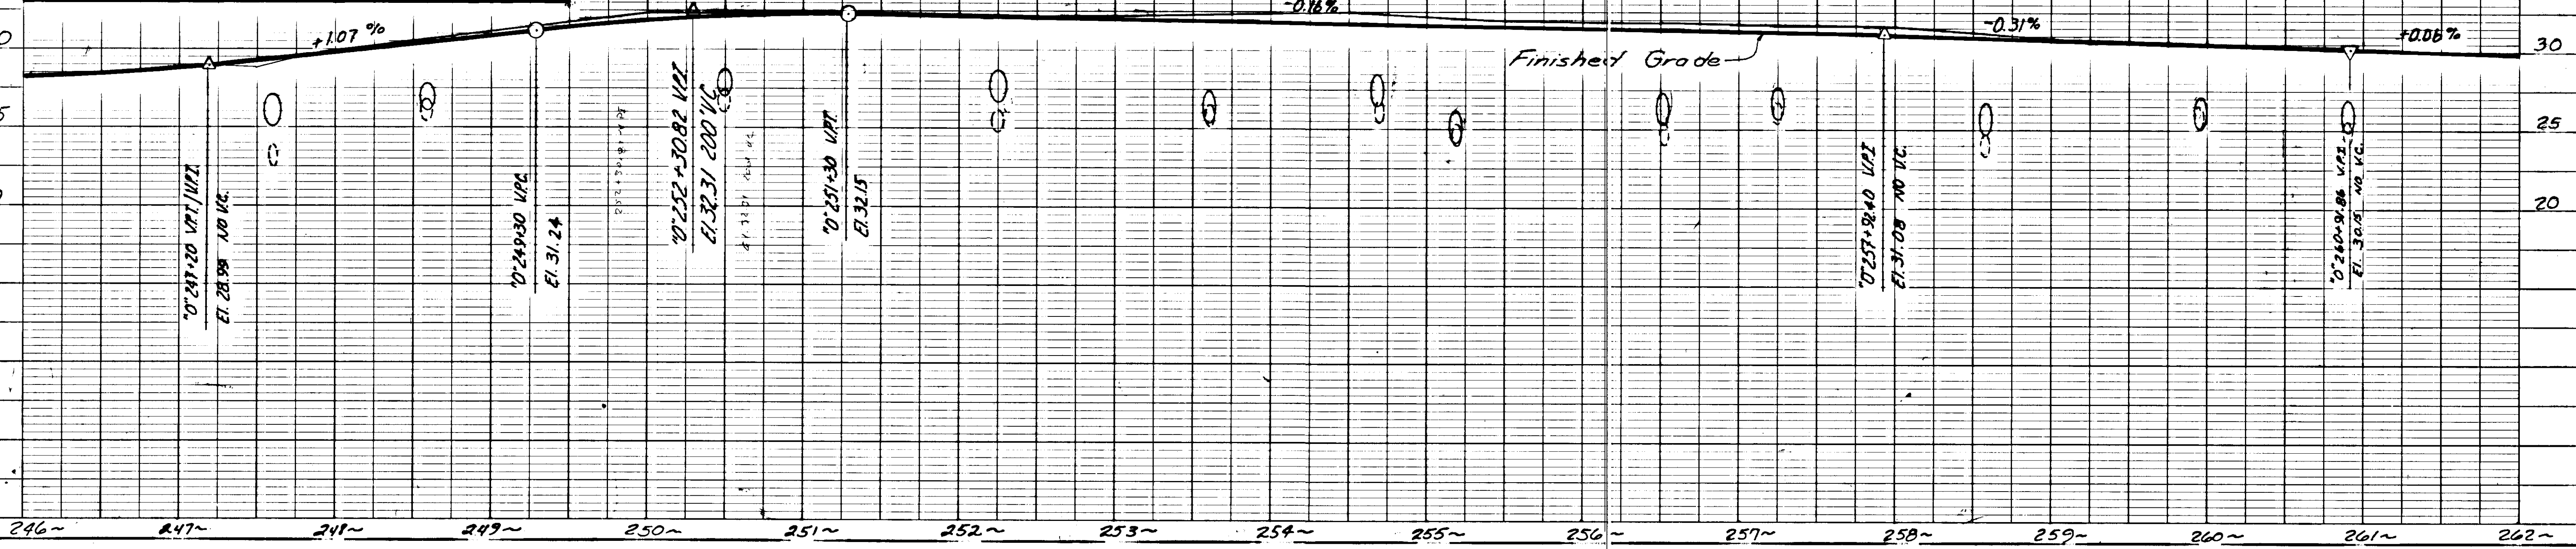 +1.07 %
-0.16%
-0.31%
+0.06%
30
Finished Grade
25
20
"O" 247+20 V.P.T./V.P.I.
El. 28.99 NO V.C.
"O" 249+30 V.P.C.
El. 31.24
"O" 252+30.82 V.P.I.
El. 32.31 200' V.C.
"O" 251+30 V.P.T.
El. 32.15
"O" 257+92.40 V.P.I.
El. 31.08 NO V.C.
"O" 260+91.86 V.P.I.
El. 30.15 NO V.C.
246~ 247~ 248~ 249~ 250~ 251~ 252~ 253~ 254~ 255~ 256~ 257~ 258~ 259~ 260~ 261~ 262~